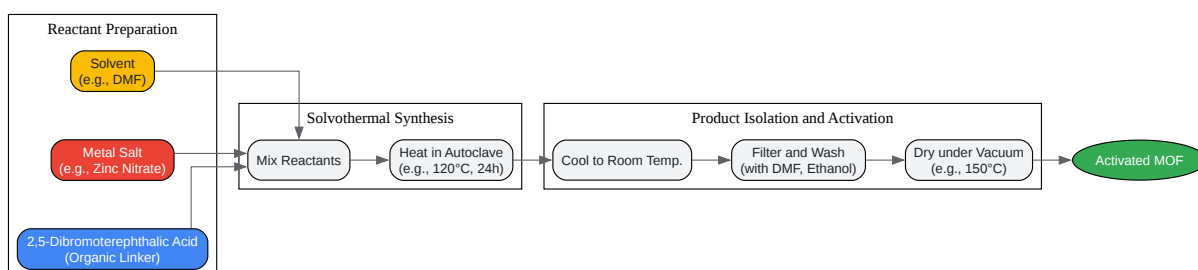 Reactant Preparation
Solvent
(e.g., DMF)
Metal Salt
(e.g., Zinc Nitrate)
2,5-Dibromoterephthalic Acid
(Organic Linker)
Solvothermal Synthesis
Mix Reactants
Heat in Autoclave
(e.g., 120°C, 24h)
Product Isolation and Activation
Cool to Room Temp.
Filter and Wash
(with DMF, Ethanol)
Dry under Vacuum
(e.g., 150°C)
Activated MOF